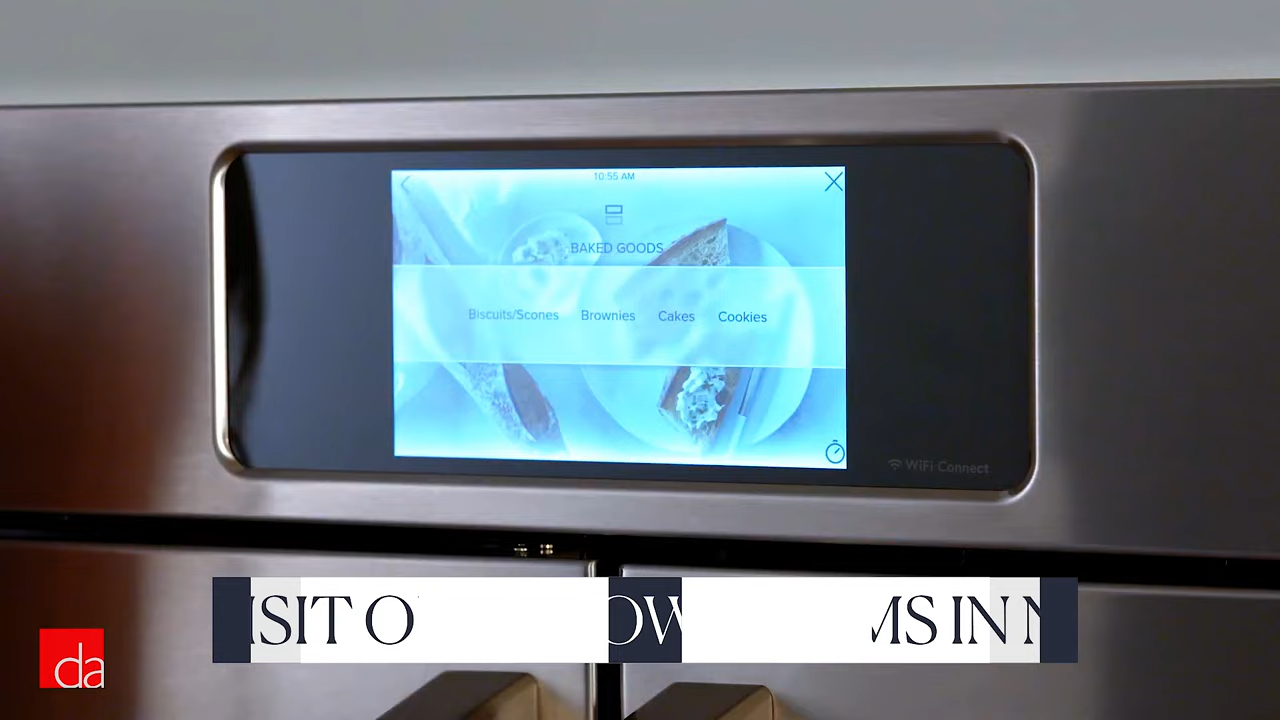 10:55 AM
BAKED GOODS
Biscuits/Scones Brownies Cakes Cookies
WiFi Connect
da